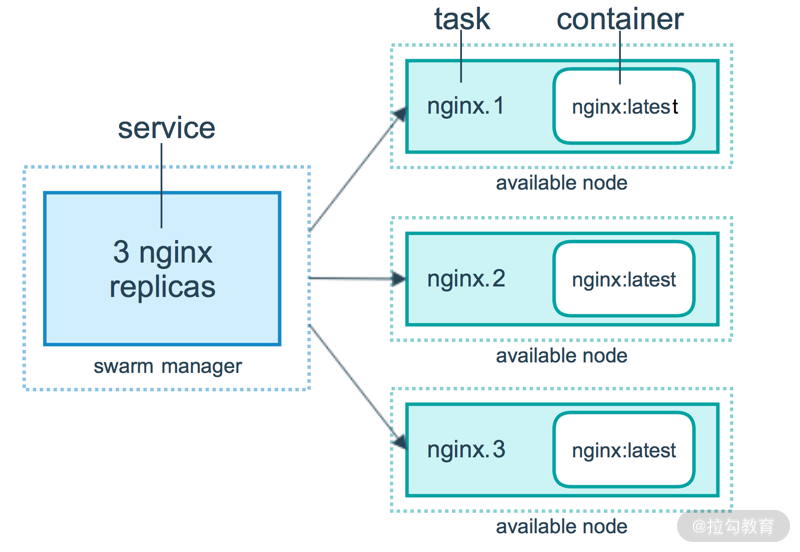 task
container
nginx.1
nginx:latest
available node
service
3 nginx
replicas
swarm manager
nginx.2
nginx:latest
available node
nginx.3
nginx:latest
available node
@拉勾教育